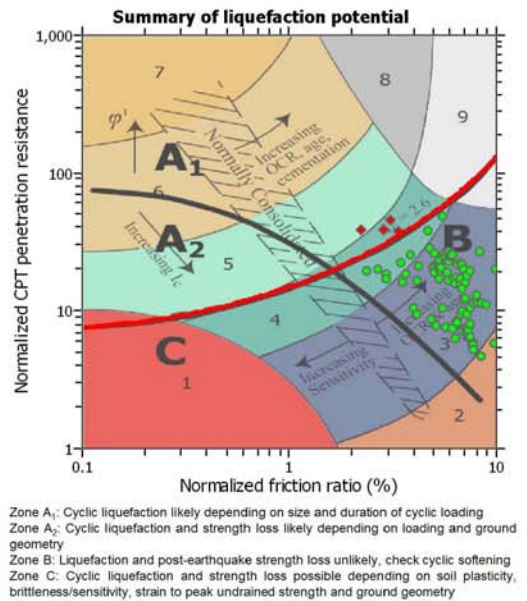 Summary of liquefaction potential
Normalized CPT penetration resistance
1,000
100
10
1
7
8
9
φ'
A1
6
Normally Consolidated
Increasing
OCR, age,
cementation
= 2.6
A2
Increasing Ic
5
B
4
C
1
Increasing
Sensitivity
Increasing
3
2
0.1
1
10
Normalized friction ratio (%)
Zone A1: Cyclic liquefaction likely depending on size and duration of cyclic loading
Zone A2: Cyclic liquefaction and strength loss likely depending on loading and ground
geometry
Zone B: Liquefaction and post-earthquake strength loss unlikely, check cyclic softening
Zone C: Cyclic liquefaction and strength loss possible depending on soil plasticity,
brittleness/sensitivity, strain to peak undrained strength and ground geometry